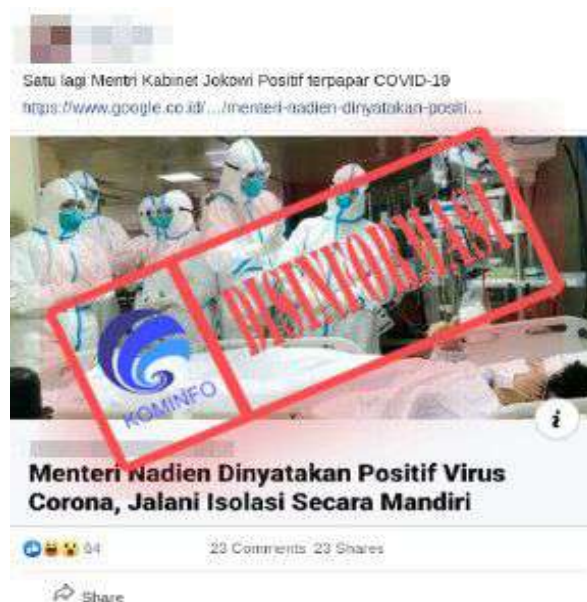 Satu lagi Mentri Kabinet Jokowi Positif terpapar COVID-19
https://www.google.co.id/.../menteri-nadien-dinyatakan-positi...
DISINFORMASI
KOMINFO
i
Menteri Nadien Dinyatakan Positif Virus
Corona, Jalani Isolasi Secara Mandiri
64 23 Comments 23 Shares
Share